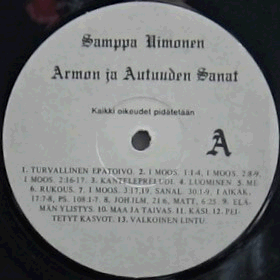 Samppa Uimonen
Armon ja Autuuden Sanat
Kaikki oikeudet pidätetään
A
1. TURVALLINEN EPATOIVO. 2. I MOOS. 1:1-4, I MOOS. 2:8-9,
I MOOS. 2:16-17. 3. KANTELEPRELUDI. 4. LUOMINEN 5. ME
6. RUKOUS. 7. I MOOS. 3:17,19, SANAL. 30:1-9, I AIKAK.
17:7-8, PS. 108:1-7. 8. JOH.ILM. 21:6, MATT. 6:25. 9. ELÄ-
MÄN YLISTYS. 10. MAA JA TAIVAS. 11. KÄSI. 12. PEI-
TETYT KASVOT. 13. VALKOINEN LINTU.